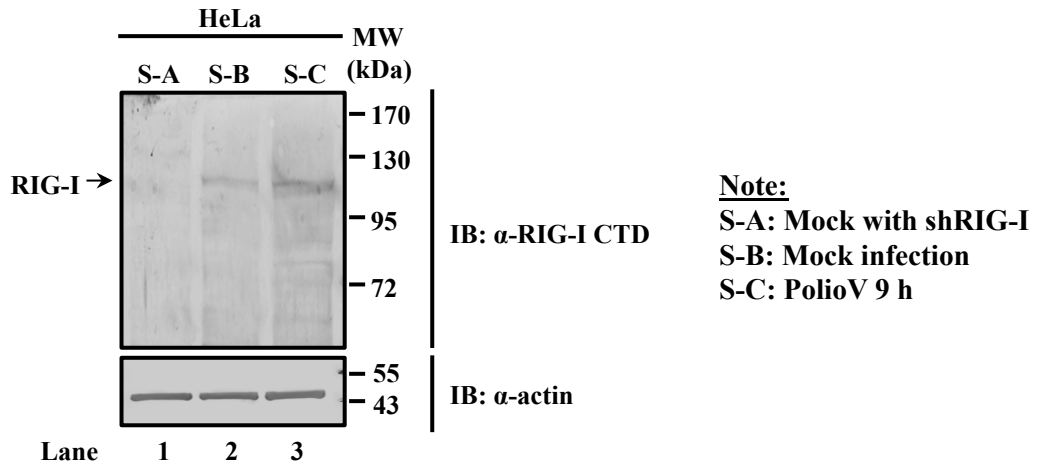 HeLa
MW
(kDa)
S-A S-B S-C
170
130
RIG-I
95
72
IB: α-RIG-I CTD
55
43
IB: α-actin
Lane 1 2 3
Note:
S-A: Mock with shRIG-I
S-B: Mock infection
S-C: PolioV 9 h